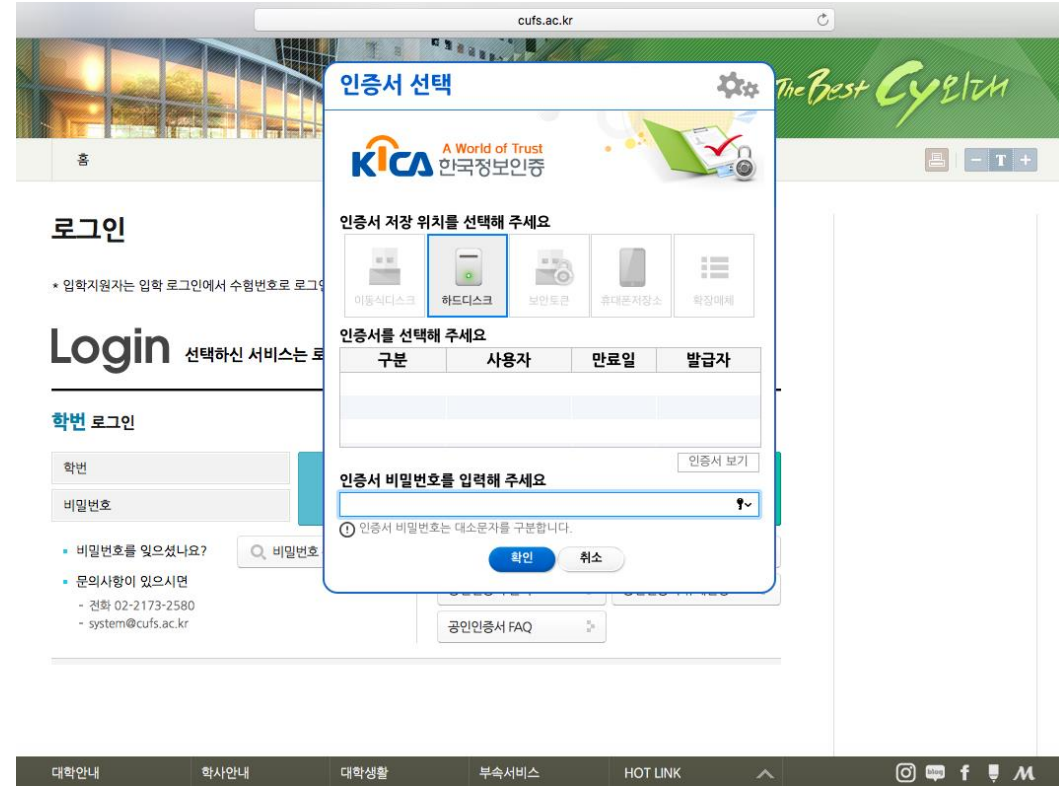 cufs.ac.kr
The Best Cy외대
인증서 선택
홈
T
KICA A World of Trust
한국정보인증
로그인
인증서 저장 위치를 선택해 주세요
* 입학지원자는 입학 로그인에서 수험번호로
이동식디스크 하드디스크 보안토큰 휴대폰저장소 확장매체
Login 선택하신 서비스는
인증서를 선택해 주세요
구분 사용자 만료일 발급자
학번 로그인
인증서 보기
학번
인증서 비밀번호를 입력해 주세요
비밀번호
인증서 비밀번호는 대소문자를 구분합니다.
비밀번호를 잊으셨나요? 비밀번호
확인 취소
문의사항이 있으시면
- 전화 02-2173-2580
- system@cufs.ac.kr
공인인증서 FAQ
대학안내 학사안내 대학생활 부속서비스 HOT LINK
blog f M